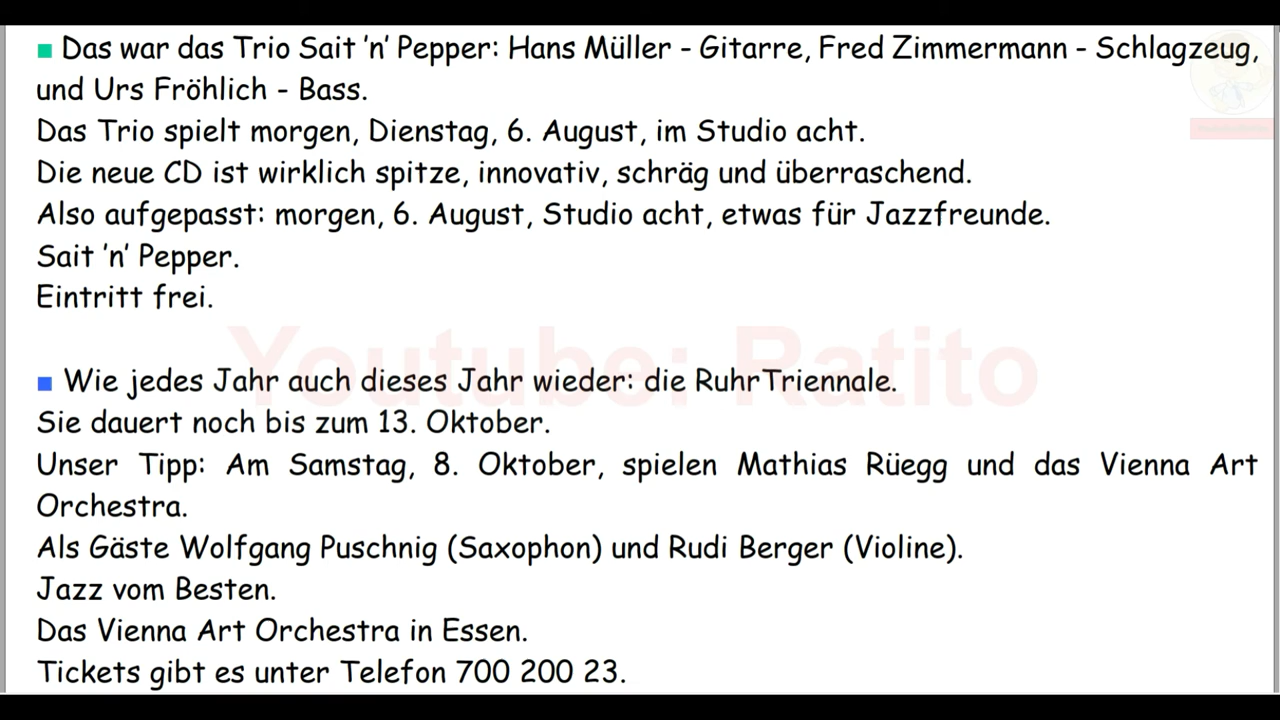 ▪ Das war das Trio Sait ’n’ Pepper: Hans Müller - Gitarre, Fred Zimmermann - Schlagzeug,
und Urs Fröhlich - Bass.
Das Trio spielt morgen, Dienstag, 6. August, im Studio acht.
Die neue CD ist wirklich spitze, innovativ, schräg und überraschend.
Also aufgepasst: morgen, 6. August, Studio acht, etwas für Jazzfreunde.
Sait ’n’ Pepper.
Eintritt frei.
Youtube: Ratito
▪ Wie jedes Jahr auch dieses Jahr wieder: die RuhrTriennale.
Sie dauert noch bis zum 13. Oktober.
Unser Tipp: Am Samstag, 8. Oktober, spielen Mathias Rüegg und das Vienna Art
Orchestra.
Als Gäste Wolfgang Puschnig (Saxophon) und Rudi Berger (Violine).
Jazz vom Besten.
Das Vienna Art Orchestra in Essen.
Tickets gibt es unter Telefon 700 200 23.